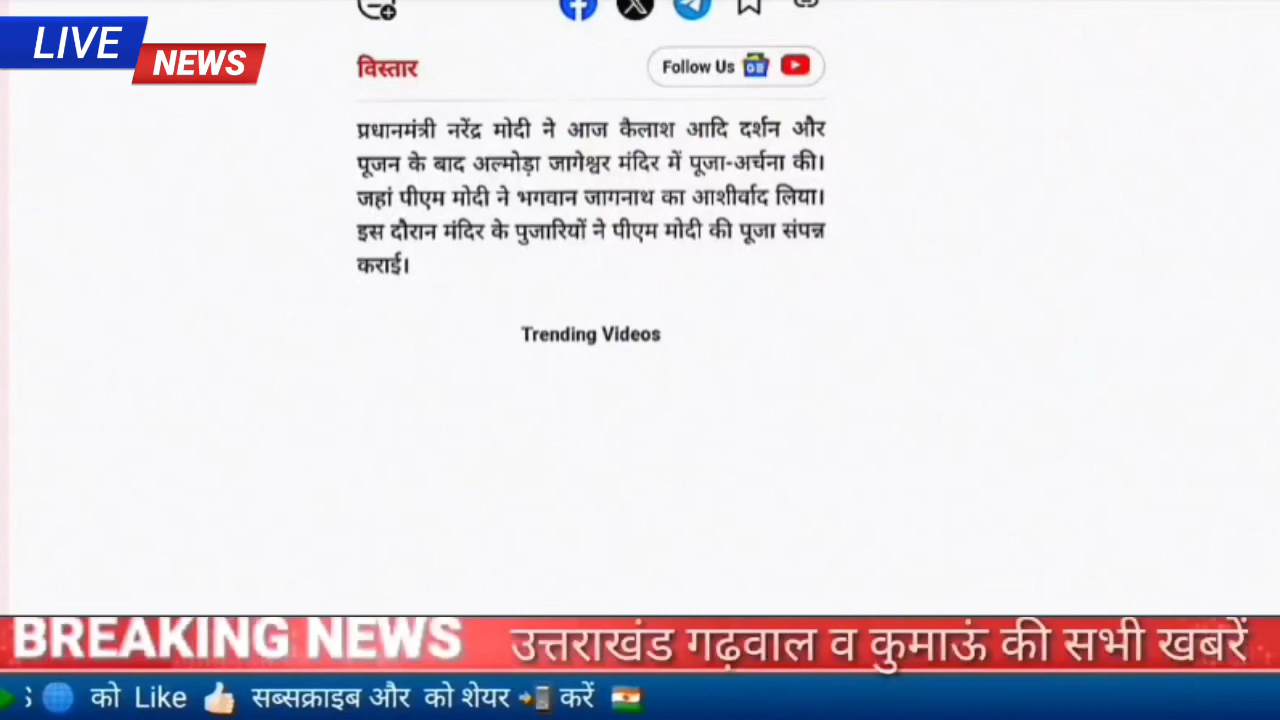 LIVE
NEWS
विस्तार
Follow Us
प्रधानमंत्री नरेंद्र मोदी ने आज कैलाश आदि दर्शन और
पूजन के बाद अल्मोड़ा जागेश्वर मंदिर में पूजा-अर्चना की।
जहां पीएम मोदी ने भगवान जागनाथ का आशीर्वाद लिया।
इस दौरान मंदिर के पुजारियों ने पीएम मोदी की पूजा संपन्न
कराई।
Trending Videos
BREAKING NEWS उत्तराखंड गढ़वाल व कुमाऊं की सभी खबरें
को Like 👍 सब्सक्राइब और को शेयर 📲 करें 🇮🇳